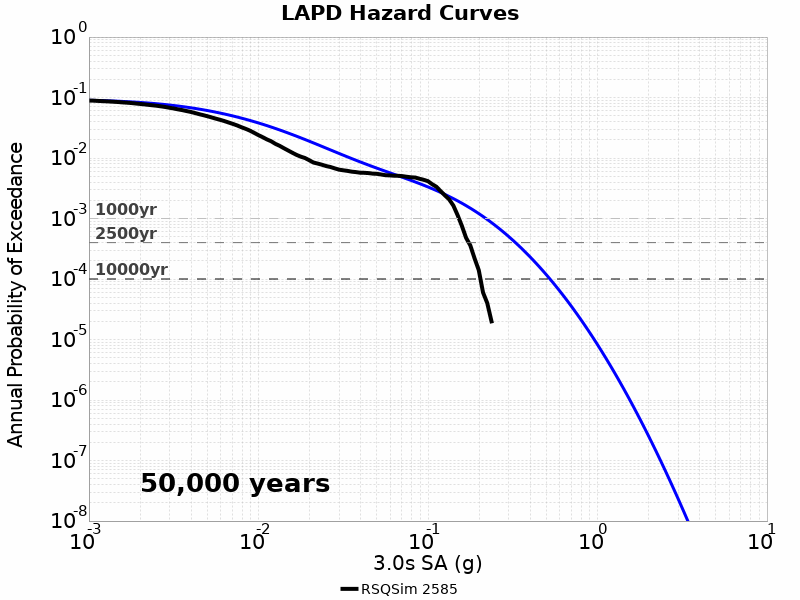 LAPD Hazard Curves
Annual Probability of Exceedance
10^0
10^-1
10^-2
10^-3
10^-4
10^-5
10^-6
10^-7
10^-8
1000yr
2500yr
10000yr
50,000 years
10^-3 10^-2 10^-1 10^0 10^1
3.0s SA (g)
RSQSim 2585